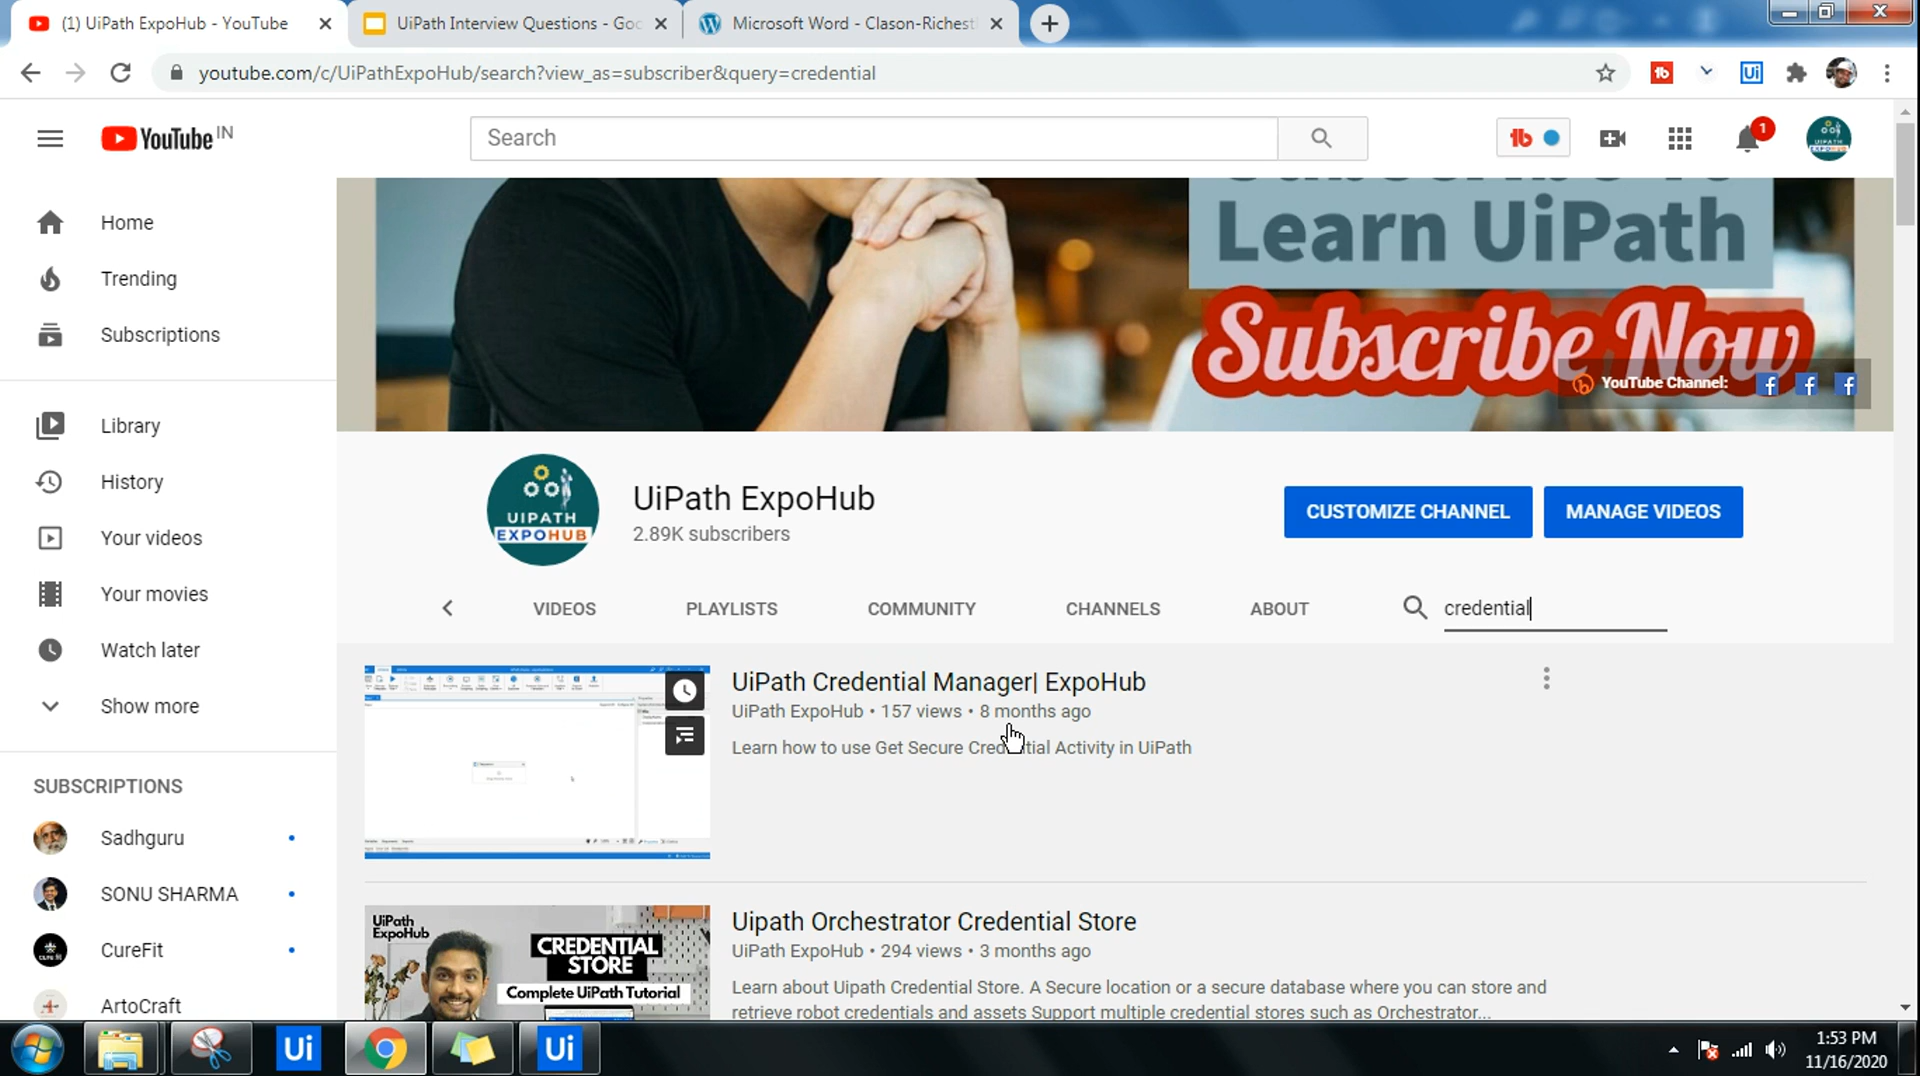 (1) UiPath ExpoHub - YouTube
UiPath Interview Questions - Goo
Microsoft Word - Clason-Richest
youtube.com/c/UiPathExpoHub/search?view_as=subscriber&query=credential
YouTube IN
Search
1
Home
Trending
Subscriptions
Library
History
Your videos
Your movies
Watch later
Show more
SUBSCRIPTIONS
Sadhguru
SONU SHARMA
CureFit
ArtoCraft
Learn UiPath
Subscribe Now
YouTube Channel:
UIPATH
EXPOHUB
UiPath ExpoHub
2.89K subscribers
CUSTOMIZE CHANNEL
MANAGE VIDEOS
VIDEOS
PLAYLISTS
COMMUNITY
CHANNELS
ABOUT
credential
UiPath Credential Manager| ExpoHub
UiPath ExpoHub • 157 views • 8 months ago
Learn how to use Get Secure Credential Activity in UiPath
UiPath
ExpoHub
CREDENTIAL
STORE
Complete UiPath Tutorial
Uipath Orchestrator Credential Store
UiPath ExpoHub • 294 views • 3 months ago
Learn about Uipath Credential Store. A Secure location or a secure database where you can store and
retrieve robot credentials and assets Support multiple credential stores such as Orchestrator...
Ui
Ui
1:53 PM
11/16/2020